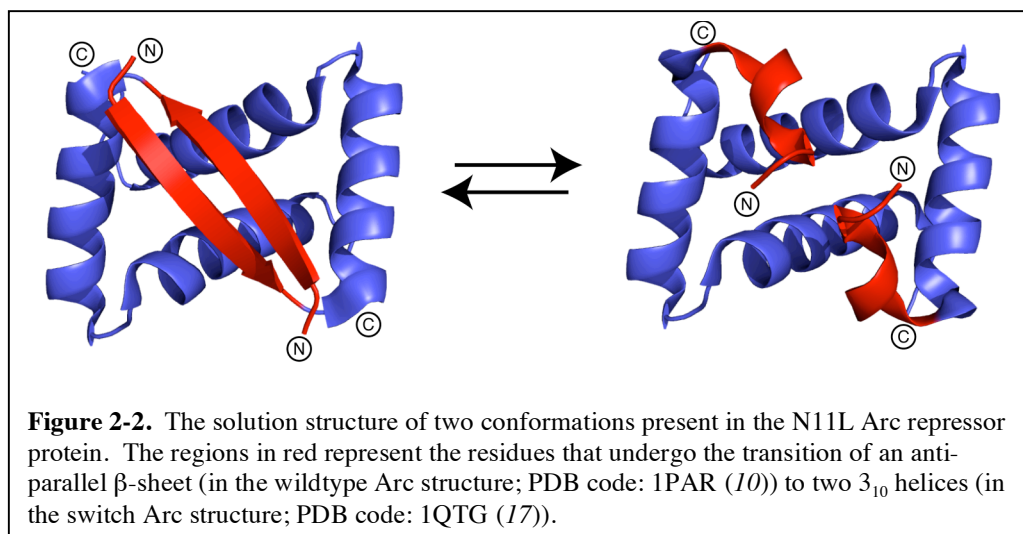 C N
N C
C
N
N
C
Figure 2-2. The solution structure of two conformations present in the N11L Arc repressor
protein. The regions in red represent the residues that undergo the transition of an anti-
parallel β-sheet (in the wildtype Arc structure; PDB code: 1PAR (10)) to two 3₁₀ helices (in
the switch Arc structure; PDB code: 1QTG (17)).